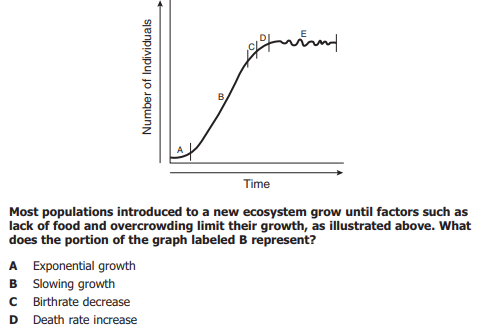 Number of Individuals
A
B
C
D
E
Time
Most populations introduced to a new ecosystem grow until factors such as
lack of food and overcrowding limit their growth, as illustrated above. What
does the portion of the graph labeled B represent?
A Exponential growth
B Slowing growth
C Birthrate decrease
D Death rate increase